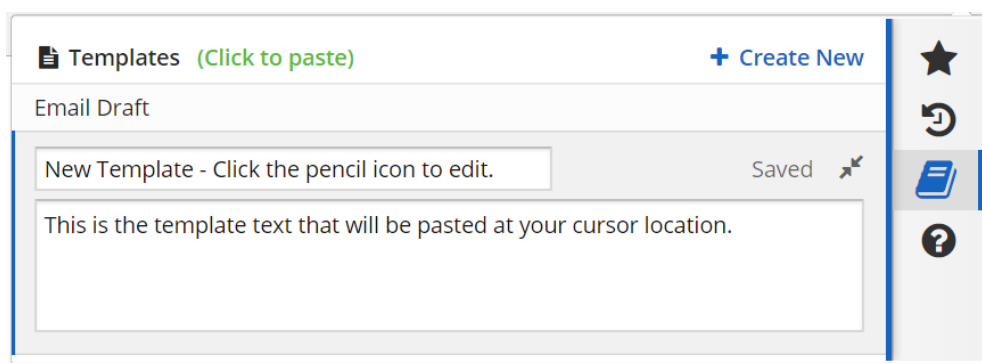 Templates (Click to paste) + Create New
Email Draft
New Template - Click the pencil icon to edit. Saved
This is the template text that will be pasted at your cursor location.